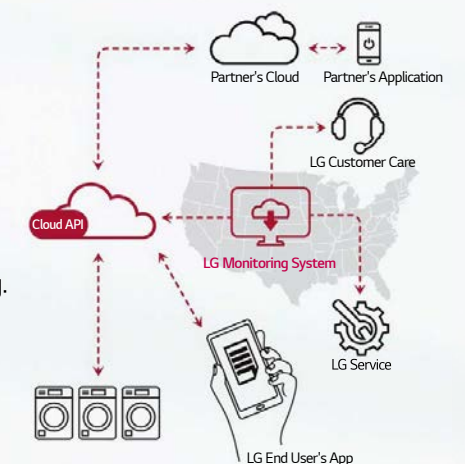 Partner's Cloud
Partner's Application
LG Customer Care
Cloud API
LG Monitoring System
LG Service
LG End User's App